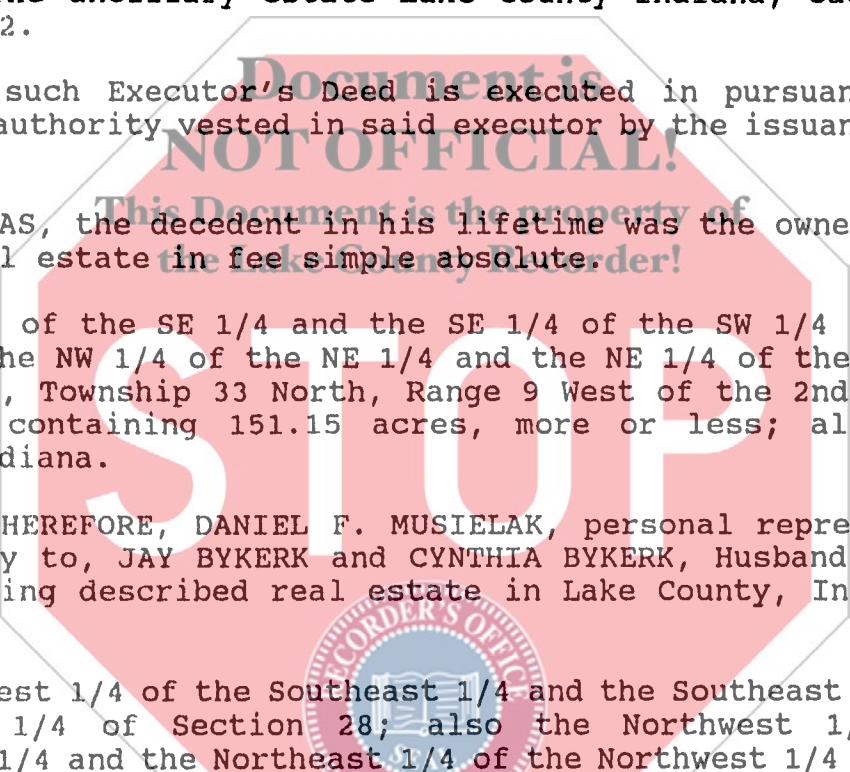 the ancillary estate Lake County Indiana,
2.
Document is
such Executor's Deed is executed in pursuan
authority vested in said executor by the issuan
NOT OFFICIAL!
This Document is the property of
AS, the decedent in his lifetime was the owne
l estate in fee simple absolute.
the Lake County Recorder!
of the SE 1/4 and the SE 1/4 of the SW 1/4
he NW 1/4 of the NE 1/4 and the NE 1/4 of the
, Township 33 North, Range 9 West of the 2nd
containing 151.15 acres, more or less; al
diana.
STOP
HEREFORE, DANIEL F. MUSIELAK, personal repre
y to, JAY BYKERK and CYNTHIA BYKERK, Husband
ing described real estate in Lake County, In
RECORDER'S OFFIC
est 1/4 of the Southeast 1/4 and the Southeast
1/4 of Section 28; also the Northwest 1/
1/4 and the Northeast 1/4 of the Northwest 1/4